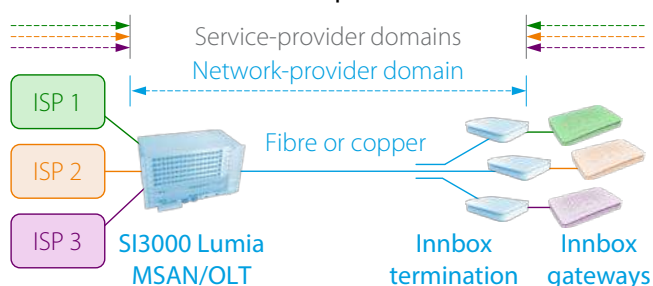 Service-provider domains
Network-provider domain
ISP 1
ISP 2
ISP 3
Fibre or copper
SI3000 Lumia
MSAN/OLT
Innbox
termination
Innbox
gateways